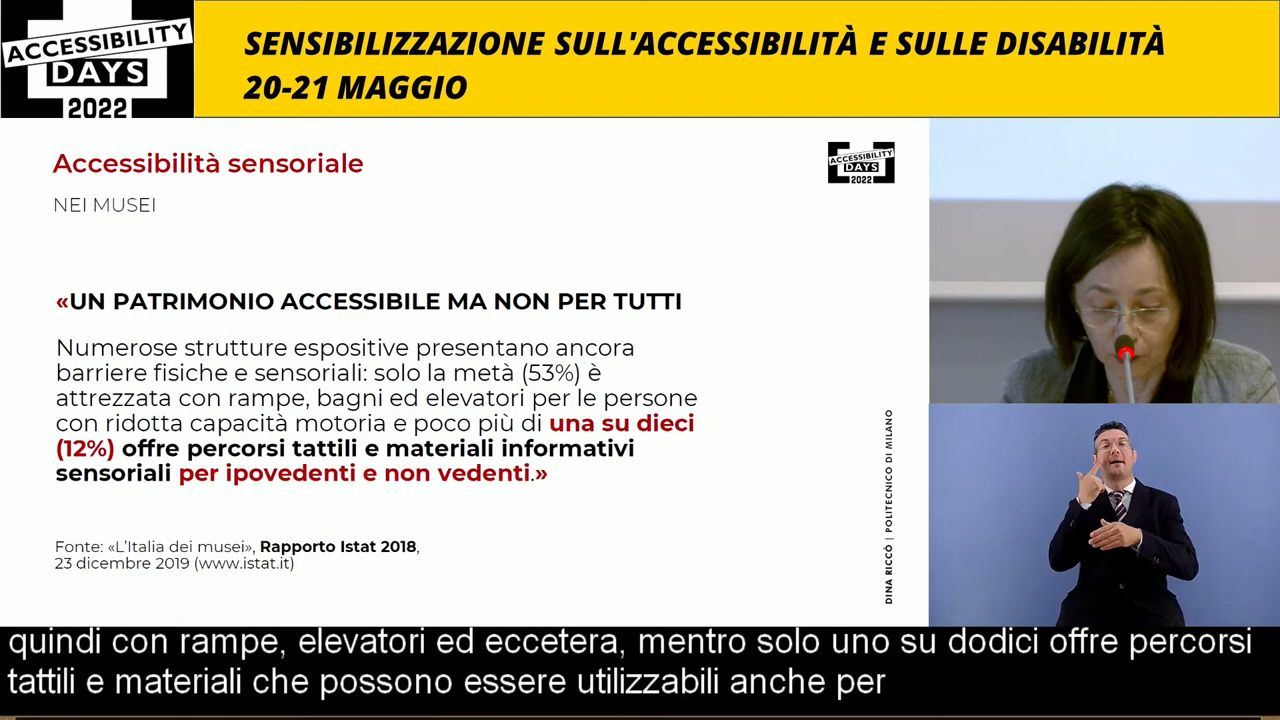 ACCESSIBILITY
DAYS
2022
SENSIBILIZZAZIONE SULL'ACCESSIBILITÀ E SULLE DISABILITÀ
20-21 MAGGIO
Accessibilità sensoriale
NEI MUSEI
ACCESSIBILITY
DAYS
2022
«UN PATRIMONIO ACCESSIBILE MA NON PER TUTTI
Numerose strutture espositive presentano ancora
barriere fisiche e sensoriali: solo la metà (53%) è
attrezzata con rampe, bagni ed elevatori per le persone
con ridotta capacità motoria e poco più di una su dieci
(12%) offre percorsi tattili e materiali informativi
sensoriali per ipovedenti e non vedenti.»
Fonte: «L'Italia dei musei», Rapporto Istat 2018,
23 dicembre 2019 (www.istat.it)
DINA RICCÒ | POLITECNICO DI MILANO
quindi con rampe, elevatori ed eccetera, mentro solo uno su dodici offre percorsi
tattili e materiali che possono essere utilizzabili anche per